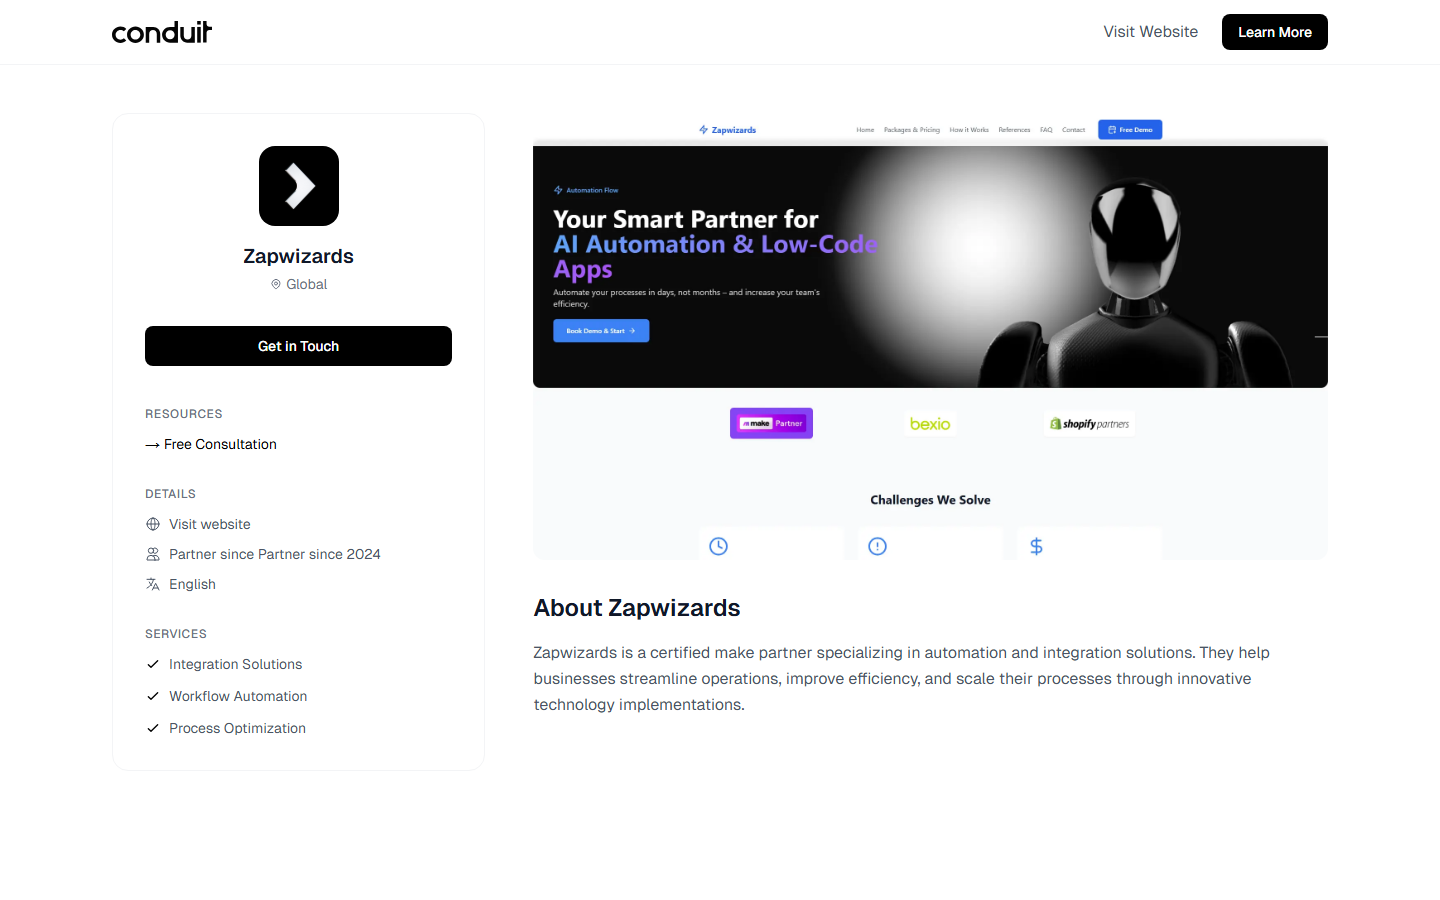 conduit
Visit Website
Learn More
Zapwizards
Global
Get in Touch
RESOURCES
→ Free Consultation
DETAILS
Visit website
Partner since Partner since 2024
English
SERVICES
Integration Solutions
Workflow Automation
Process Optimization
Zapwizards
Home
Packages & Pricing
How it Works
References
FAQ
Contact
Free Demo
Automation Flow
Your Smart Partner for
AI Automation & Low-Code
Apps
Automate your processes in days, not months – and increase your team's
efficiency.
Book Demo & Start →
make Partner
bexio
shopify partners
Challenges We Solve
About Zapwizards
Zapwizards is a certified make partner specializing in automation and integration solutions. They help
businesses streamline operations, improve efficiency, and scale their processes through innovative
technology implementations.